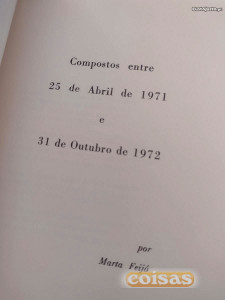 Compostos entre
25 de Abril de 1971
e
31 de Outubro de 1972
por
Marta Feijó
coisas